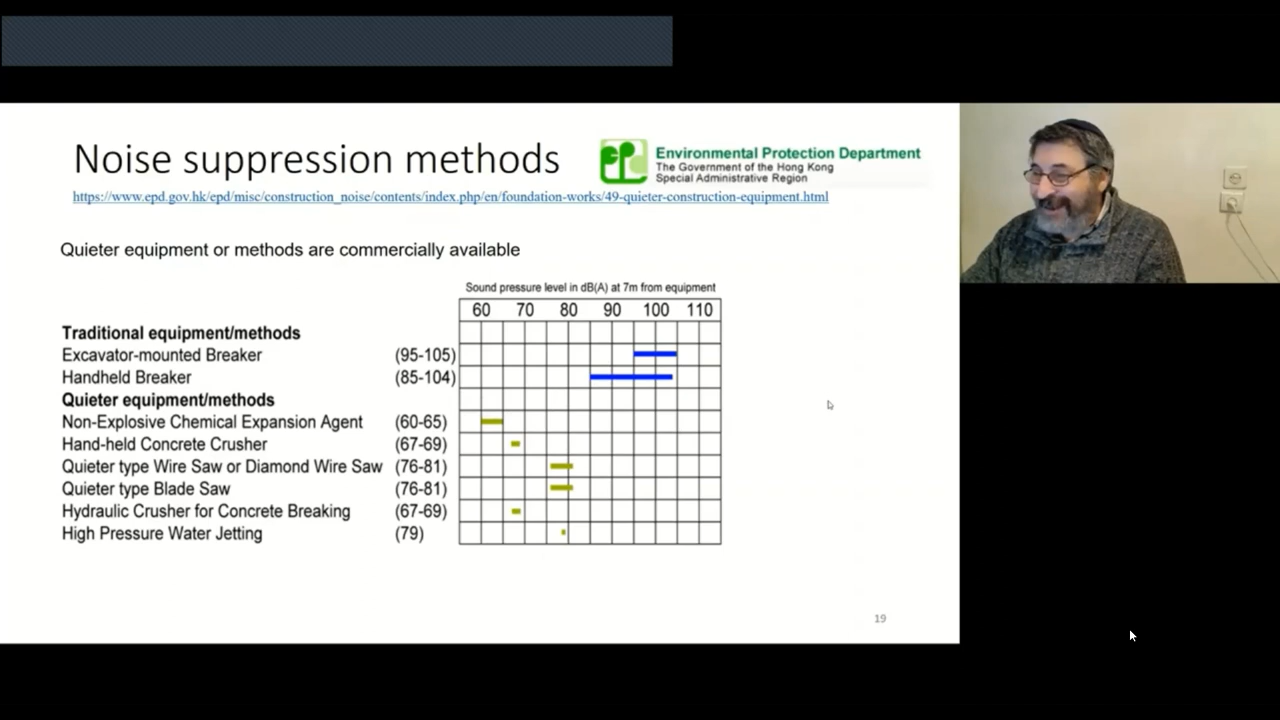 Noise suppression methods
Environmental Protection Department
The Government of the Hong Kong
Special Administrative Region
https://www.epd.gov.hk/epd/misc/construction_noise/contents/index.php/en/foundation-works/49-quieter-construction-equipment.html
Quieter equipment or methods are commercially available
Sound pressure level in dB(A) at 7m from equipment
60 70 80 90 100 110
Traditional equipment/methods
Excavator-mounted Breaker (95-105)
Handheld Breaker (85-104)
Quieter equipment/methods
Non-Explosive Chemical Expansion Agent (60-65)
Hand-held Concrete Crusher (67-69)
Quieter type Wire Saw or Diamond Wire Saw (76-81)
Quieter type Blade Saw (76-81)
Hydraulic Crusher for Concrete Breaking (67-69)
High Pressure Water Jetting (79)
19